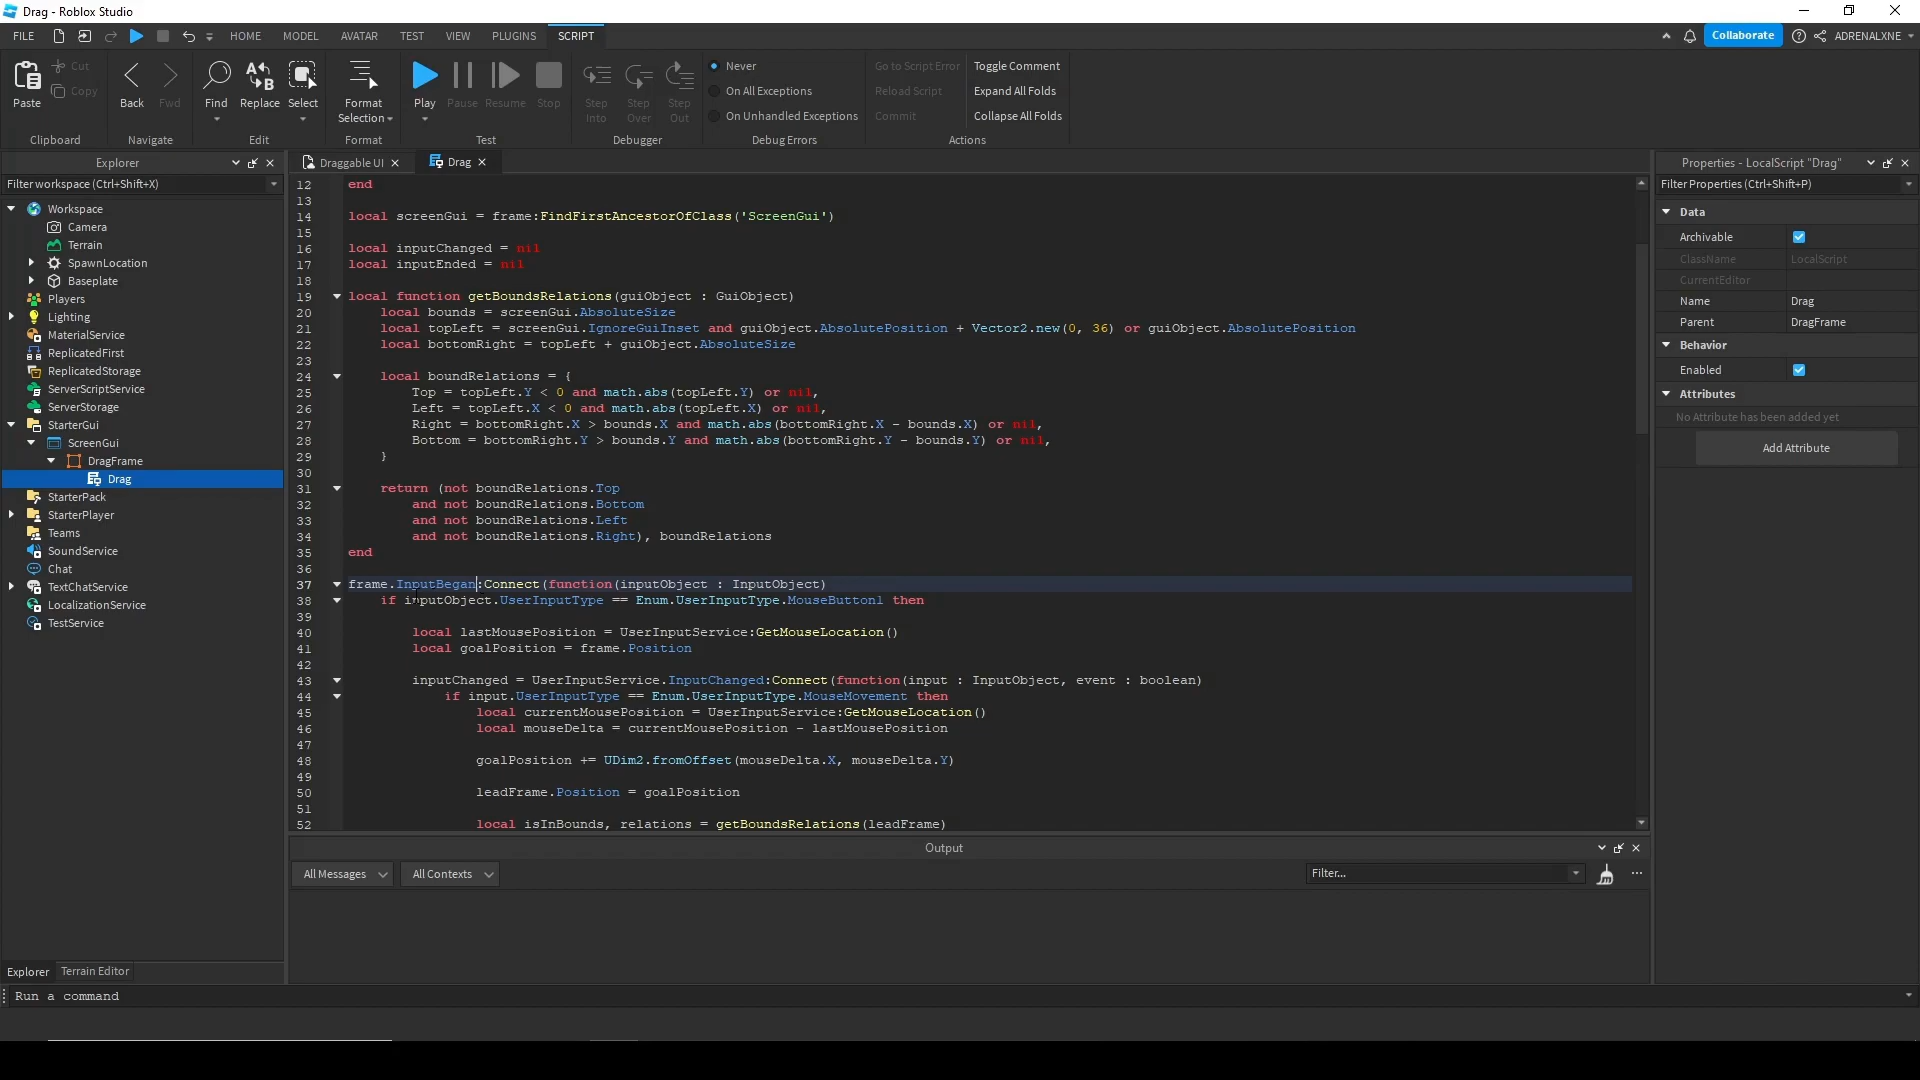 Drag - Roblox Studio
FILE HOME MODEL AVATAR TEST VIEW PLUGINS SCRIPT Collaborate ADRENALXNE
Paste Cut Copy Back Fwd Find Replace Select Format Selection Play Pause Resume Stop Step Into Step Over Step Out
Never Go to Script Error Toggle Comment
On All Exceptions Reload Script Expand All Folds
On Unhandled Exceptions Commit Collapse All Folds
Clipboard Navigate Edit Format Test Debugger Debug Errors Actions
Explorer
Filter workspace (Ctrl+Shift+X)
Workspace
Camera
Terrain
SpawnLocation
Baseplate
Players
Lighting
MaterialService
ReplicatedFirst
ReplicatedStorage
ServerScriptService
ServerStorage
StarterGui
ScreenGui
DragFrame
Drag
StarterPack
StarterPlayer
Teams
SoundService
Chat
TextChatService
LocalizationService
TestService
Explorer Terrain Editor
Draggable UI Drag
12 end
13
14 local screenGui = frame:FindFirstAncestorOfClass('ScreenGui')
15
16 local inputChanged = nil
17 local inputEnded = nil
18
19 local function getBoundsRelations(guiObject : GuiObject)
20 local bounds = screenGui.AbsoluteSize
21 local topLeft = screenGui.IgnoreGuiInset and guiObject.AbsolutePosition + Vector2.new(0, 36) or guiObject.AbsolutePosition
22 local bottomRight = topLeft + guiObject.AbsoluteSize
23
24 local boundRelations = {
25 Top = topLeft.Y < 0 and math.abs(topLeft.Y) or nil,
26 Left = topLeft.X < 0 and math.abs(topLeft.X) or nil,
27 Right = bottomRight.X > bounds.X and math.abs(bottomRight.X - bounds.X) or nil,
28 Bottom = bottomRight.Y > bounds.Y and math.abs(bottomRight.Y - bounds.Y) or nil,
29 }
30
31 return (not boundRelations.Top
32 and not boundRelations.Bottom
33 and not boundRelations.Left
34 and not boundRelations.Right), boundRelations
35 end
36
37 frame.InputBegan:Connect(function(inputObject : InputObject)
38 if inputObject.UserInputType == Enum.UserInputType.MouseButton1 then
39
40 local lastMousePosition = UserInputService:GetMouseLocation()
41 local goalPosition = frame.Position
42
43 inputChanged = UserInputService.InputChanged:Connect(function(input : InputObject, event : boolean)
44 if input.UserInputType == Enum.UserInputType.MouseMovement then
45 local currentMousePosition = UserInputService:GetMouseLocation()
46 local mouseDelta = currentMousePosition - lastMousePosition
47
48 goalPosition += UDim2.fromOffset(mouseDelta.X, mouseDelta.Y)
49
50 leadFrame.Position = goalPosition
51
52 local isInBounds, relations = getBoundsRelations(leadFrame)
Output
All Messages All Contexts Filter...
Properties - LocalScript "Drag"
Filter Properties (Ctrl+Shift+P)
Data
Archivable
ClassName LocalScript
CurrentEditor
Name Drag
Parent DragFrame
Behavior
Enabled
Attributes
No Attribute has been added yet
Add Attribute
Run a command